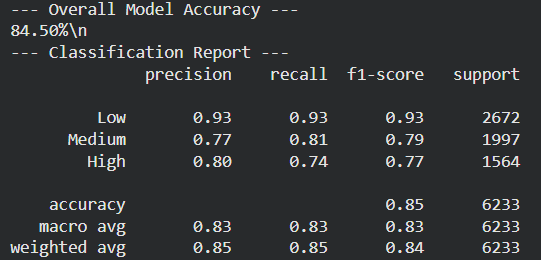 --- Overall Model Accuracy ---
84.50%\n
--- Classification Report ---
precision recall f1-score support
Low 0.93 0.93 0.93 2672
Medium 0.77 0.81 0.79 1997
High 0.80 0.74 0.77 1564
accuracy 0.85 6233
macro avg 0.83 0.83 0.83 6233
weighted avg 0.85 0.85 0.84 6233